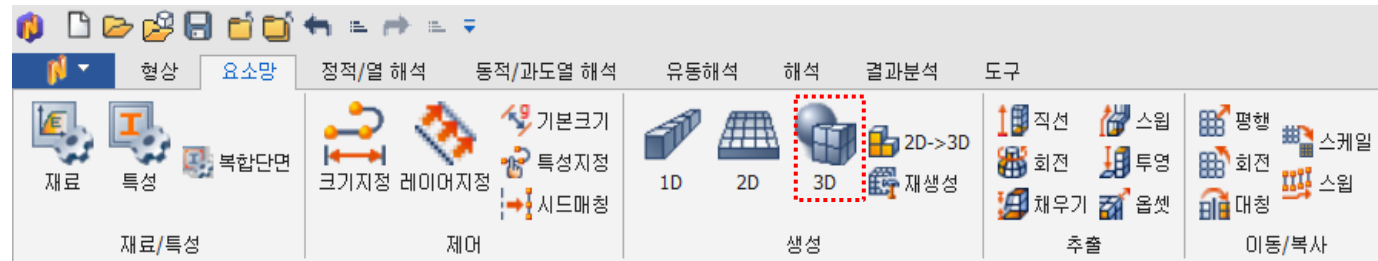 형상 요소망 정적/열 해석 동적/과도열 해석 유동해석 해석 결과분석 도구
재료 특성 복합단면
재료/특성
크기지정 레이어지정 기본크기
특성지정
시드매칭
제어
1D 2D 3D 2D->3D
재생성
생성
직선 스윕
회전 투영
채우기 옵셋
추출
평행 스케일
회전 스윕
대칭
이동/복사